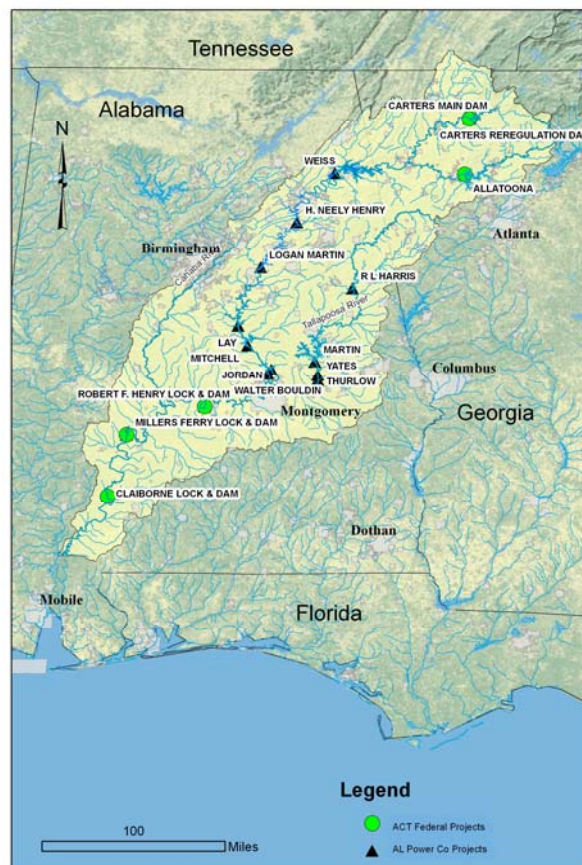 Tennessee
CARTERS MAIN DAM
Alabama
CARTERS REREGULATION DA
N
WEISS
ALLATOONA
H. NEELY HENRY
Atlanta
Birmingham
Cahaba Riv
LOGAN MARTIN
R L HARRIS
Tallapoosa River
LAY
MARTIN
MITCHELL
YATES
Columbus
JORDAN
THURLOW
WALTER BOULDIN
ROBERT F. HENRY LOCK & DAM
Montgomery
Georgia
MILLERS FERRY LOCK & DAM
CLAIBORNE LOCK & DAM
Dothan
Mobile
Florida
Legend
ACT Federal Projects
100
Miles
AL Power Co Projects